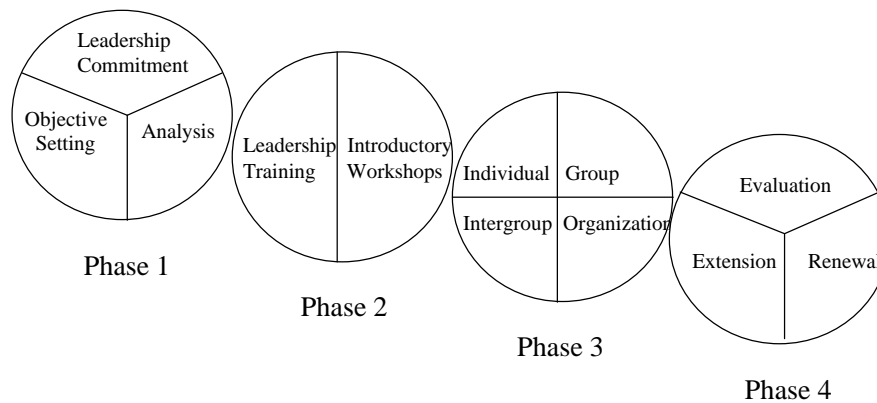 Leadership
Commitment
Objective
Setting
Analysis
Phase 1
Leadership
Training
Introductory
Workshops
Phase 2
Individual
Group
Intergroup
Organization
Phase 3
Evaluation
Extension
Renewal
Phase 4